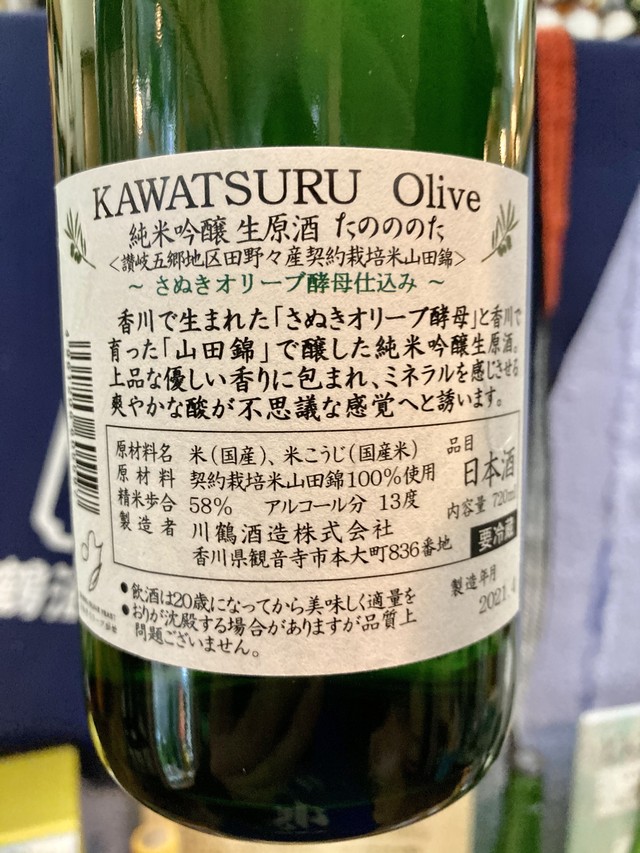 KAWATSURU Olive
純米吟醸 生原酒 たのののた
＜讃岐五郷地区田野々産契約栽培米山田錦＞
～ さぬきオリーブ酵母仕込み ～
香川で生まれた「さぬきオリーブ酵母」と香川で
育った「山田錦」で醸した純米吟醸生原酒。
上品な優しい香りに包まれ、ミネラルを感じさせる
爽やかな酸が不思議な感覚へと誘います。
原材料名 米(国産)、米こうじ(国産米)
原材料 契約栽培米山田錦100%使用
精米歩合 58% アルコール分 13度
製造者 川鶴酒造株式会社
香川県観音寺市本大町836番地
品目
日本酒
内容量 720ml
要冷蔵
●飲酒は20歳になってから美味しく適量を
●おりが沈殿する場合がありますが品質上
問題ございません。
製造年月
2021.4
鶴